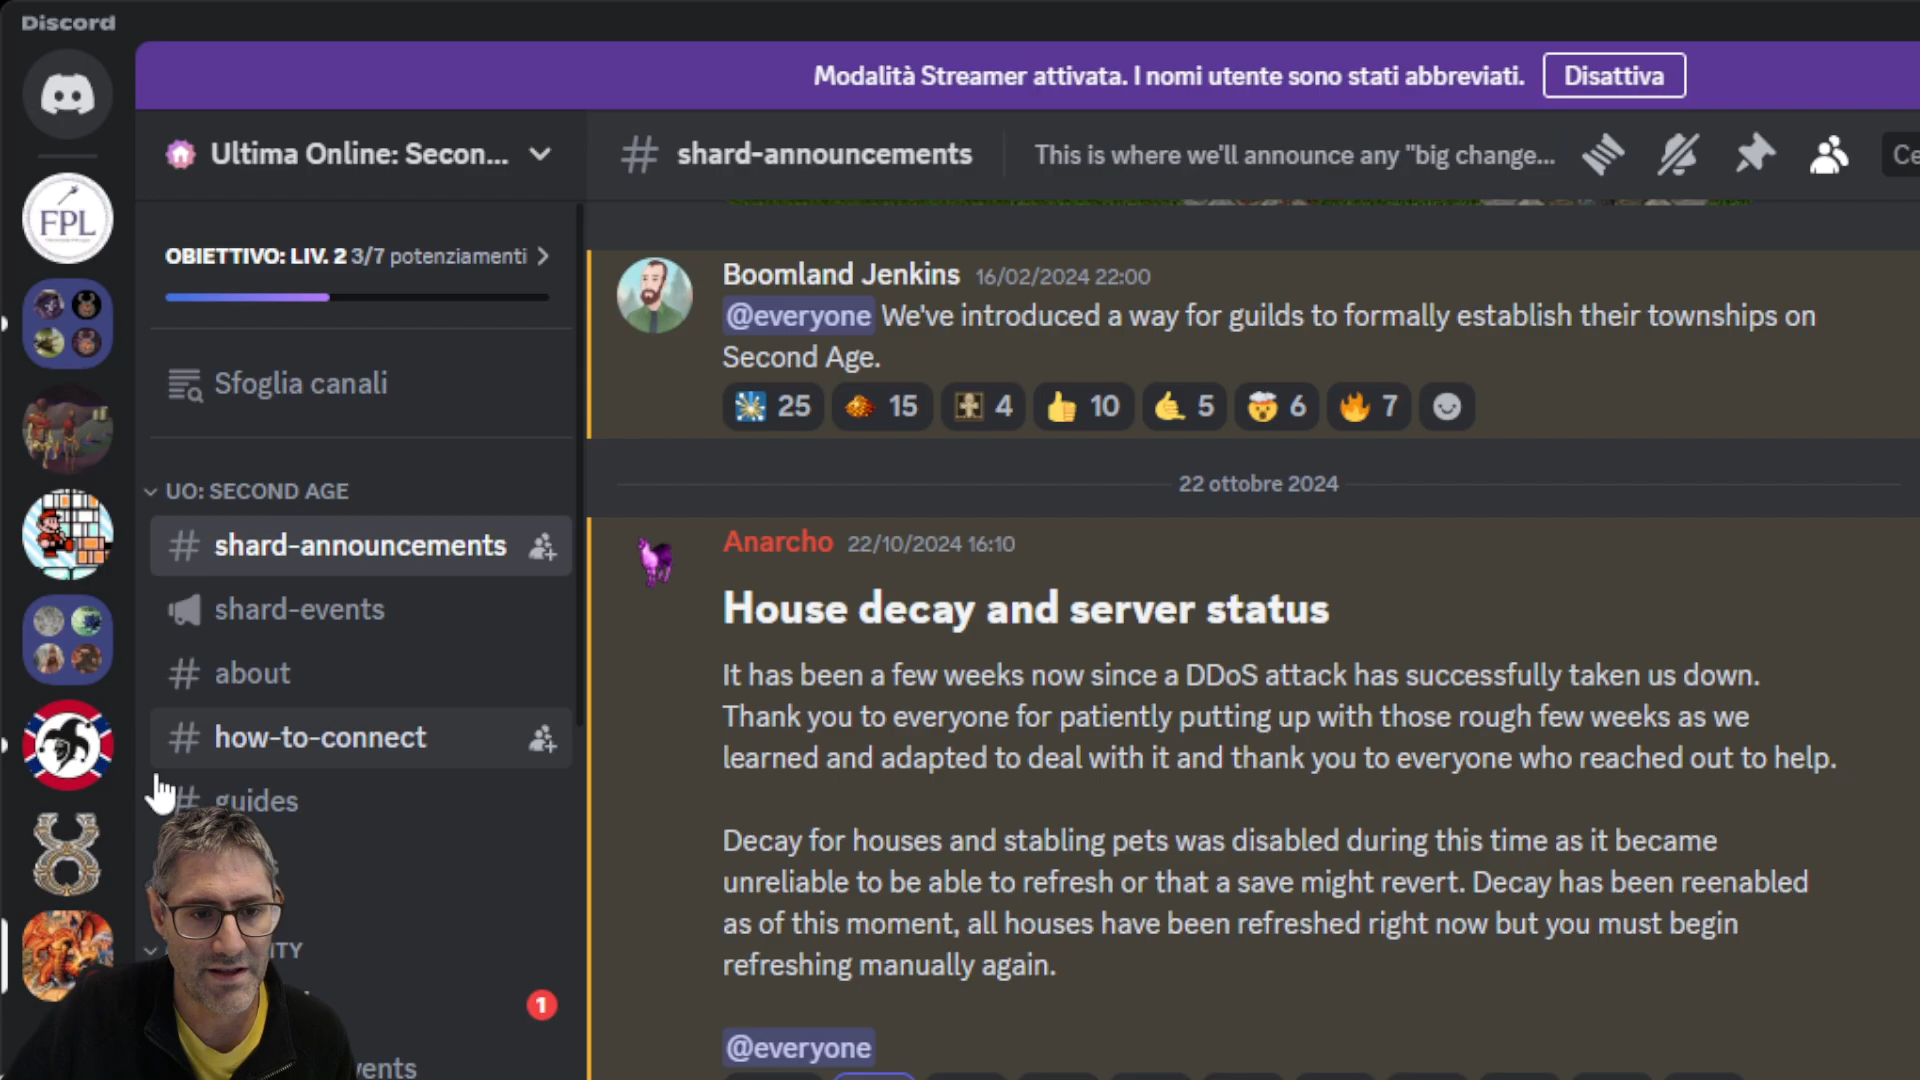 Discord
Modalità Streamer attivata. I nomi utente sono stati abbreviati.
Disattiva
Ultima Online: Secon...
shard-announcements
This is where we'll announce any "big change...
Ce
FPL
OBIETTIVO: LIV. 2 3/7 potenziamenti
Sfoglia canali
UO: SECOND AGE
shard-announcements
shard-events
about
how-to-connect
guides
ITY
1
vents
Boomland Jenkins 16/02/2024 22:00
@everyone We've introduced a way for guilds to formally establish their townships on
Second Age.
25 15 4 10 5 6 7
22 ottobre 2024
Anarcho 22/10/2024 16:10
House decay and server status
It has been a few weeks now since a DDoS attack has successfully taken us down.
Thank you to everyone for patiently putting up with those rough few weeks as we
learned and adapted to deal with it and thank you to everyone who reached out to help.
Decay for houses and stabling pets was disabled during this time as it became
unreliable to be able to refresh or that a save might revert. Decay has been reenabled
as of this moment, all houses have been refreshed right now but you must begin
refreshing manually again.
@everyone